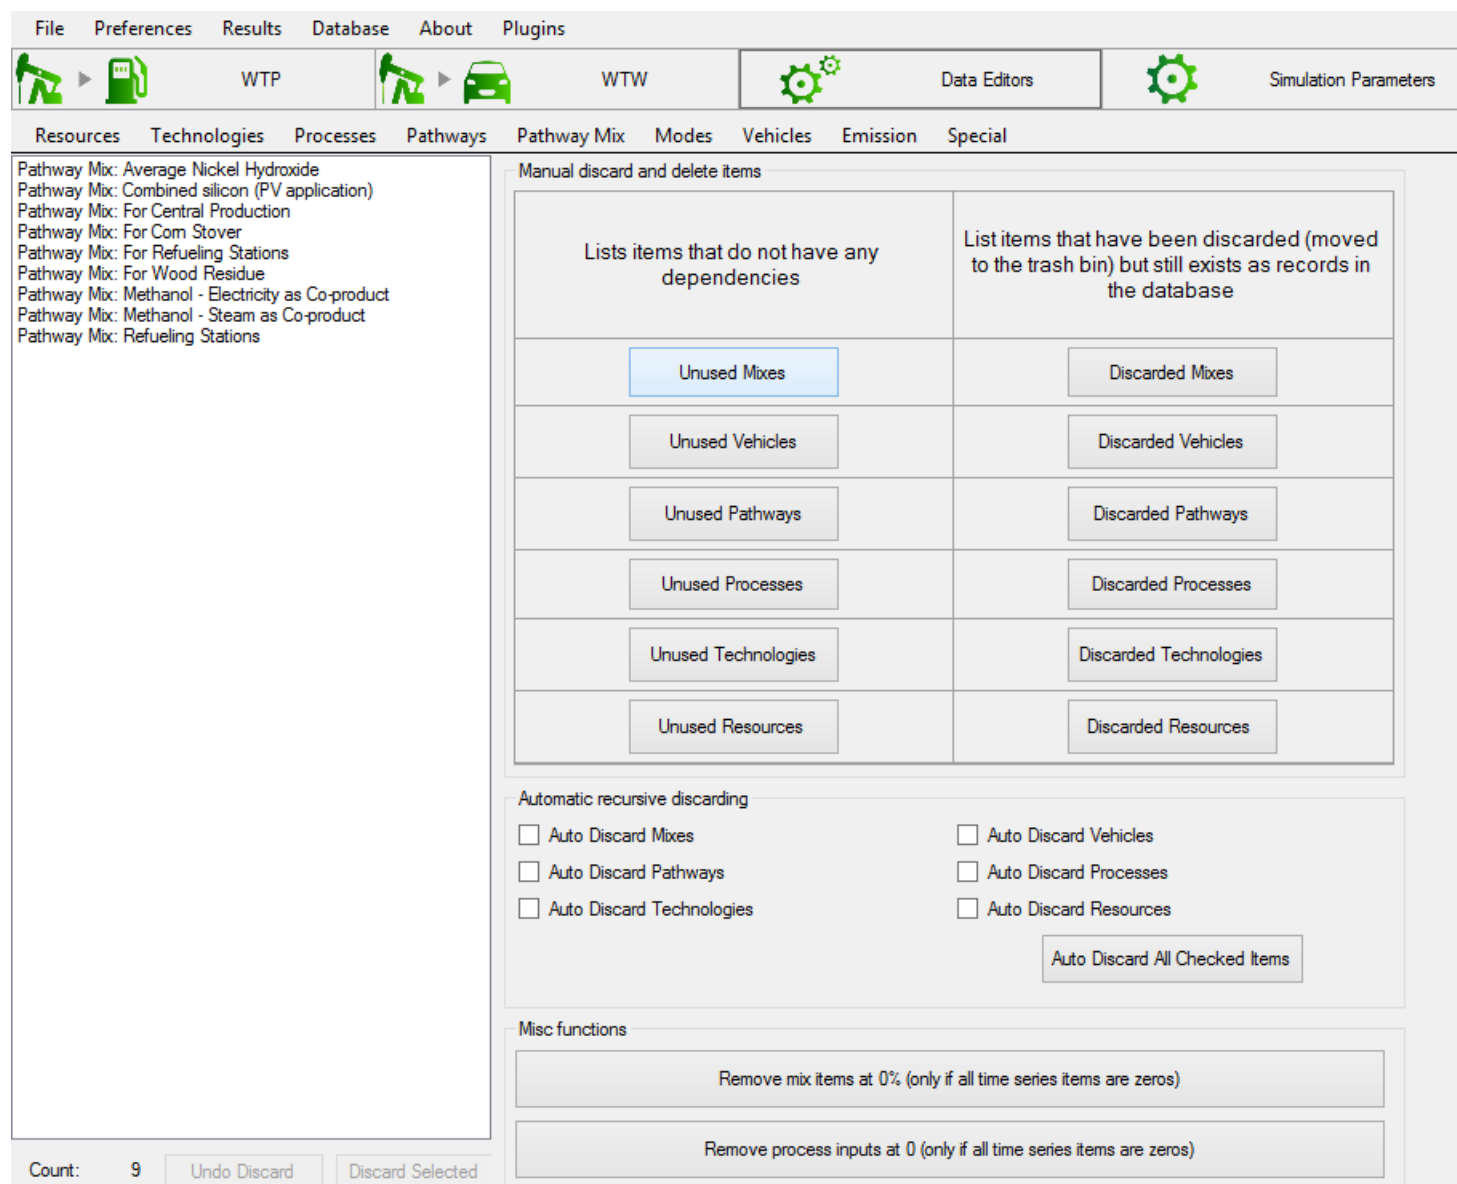 File Preferences Results Database About Plugins
WTP WTW Data Editors Simulation Parameters
Resources Technologies Processes Pathways Pathway Mix Modes Vehicles Emission Special
Pathway Mix: Average Nickel Hydroxide
Pathway Mix: Combined silicon (PV application)
Pathway Mix: For Central Production
Pathway Mix: For Corn Stover
Pathway Mix: For Refueling Stations
Pathway Mix: For Wood Residue
Pathway Mix: Methanol - Electricity as Co-product
Pathway Mix: Methanol - Steam as Co-product
Pathway Mix: Refueling Stations
Count: 9 Undo Discard Discard Selected
Manual discard and delete items
Lists items that do not have any
dependencies
List items that have been discarded (moved
to the trash bin) but still exists as records in
the database
Unused Mixes Discarded Mixes
Unused Vehicles Discarded Vehicles
Unused Pathways Discarded Pathways
Unused Processes Discarded Processes
Unused Technologies Discarded Technologies
Unused Resources Discarded Resources
Automatic recursive discarding
Auto Discard Mixes Auto Discard Vehicles
Auto Discard Pathways Auto Discard Processes
Auto Discard Technologies Auto Discard Resources
Auto Discard All Checked Items
Misc functions
Remove mix items at 0% (only if all time series items are zeros)
Remove process inputs at 0 (only if all time series items are zeros)